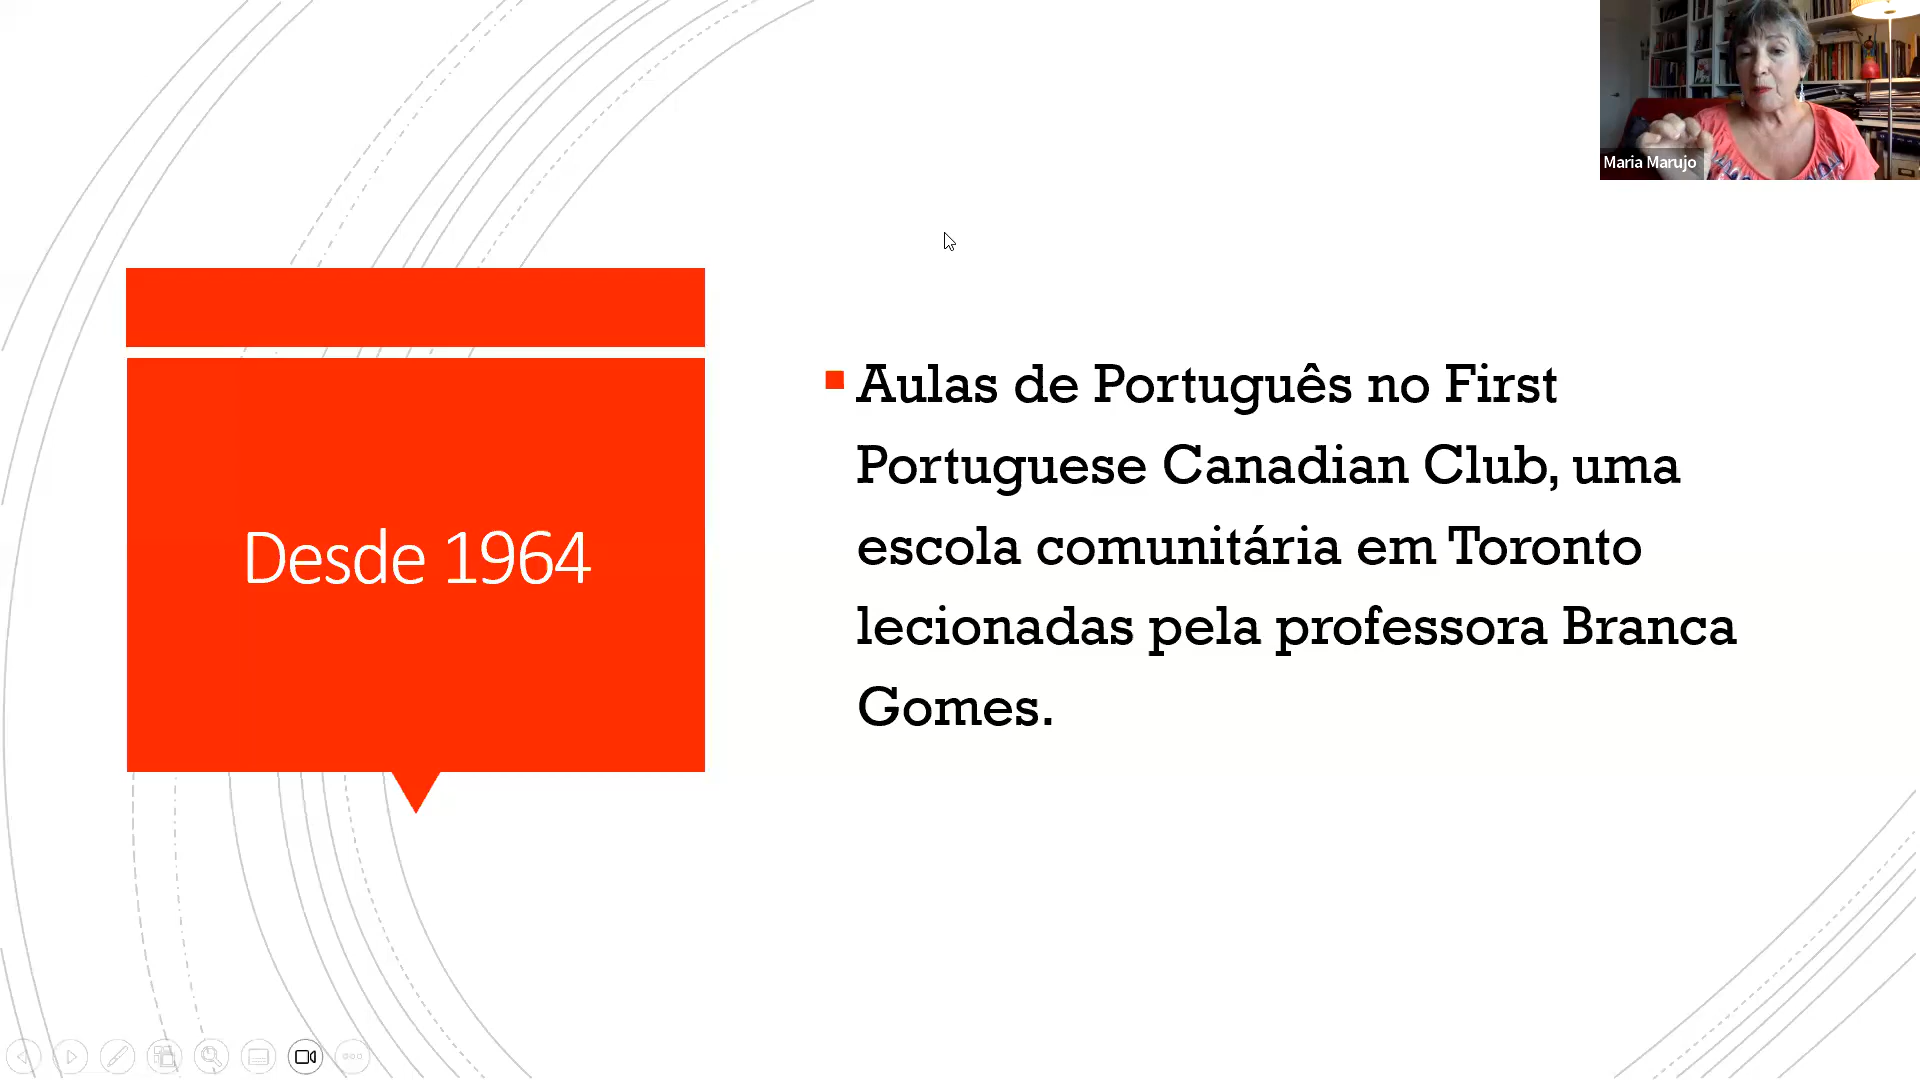 Maria Marujo
Desde 1964
Aulas de Português no First
Portuguese Canadian Club, uma
escola comunitária em Toronto
lecionadas pela professora Branca
Gomes.